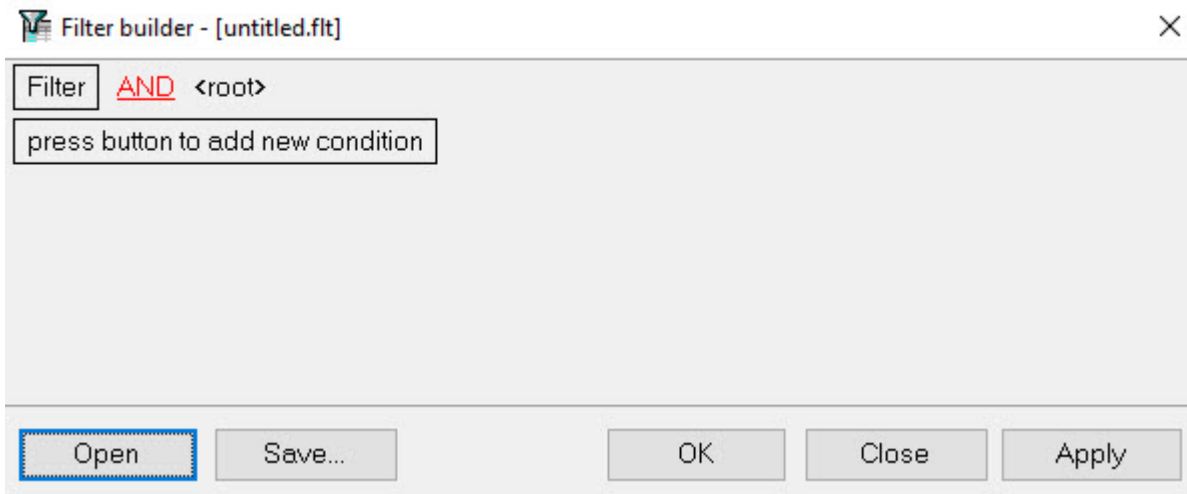 Filter builder - [untitled.flt]
Filter AND <root>
press button to add new condition
Open Save... OK Close Apply